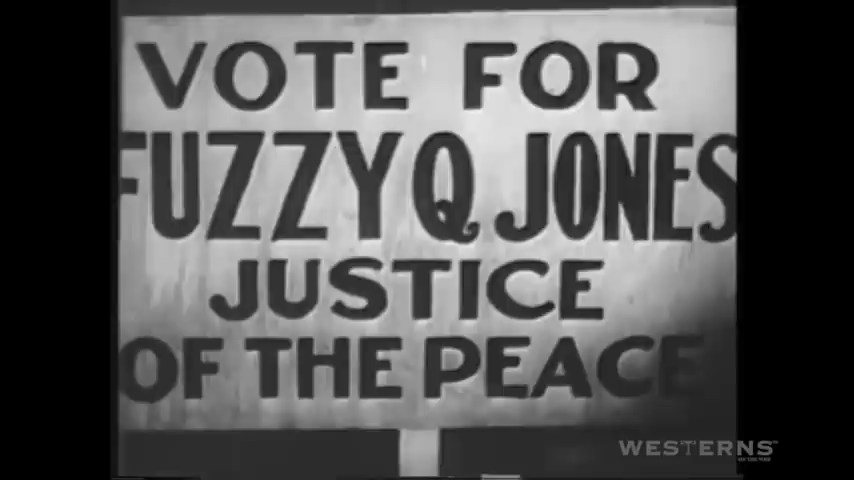 VOTE FOR
FUZZY Q. JONES
JUSTICE
OF THE PEACE
WESTERNS